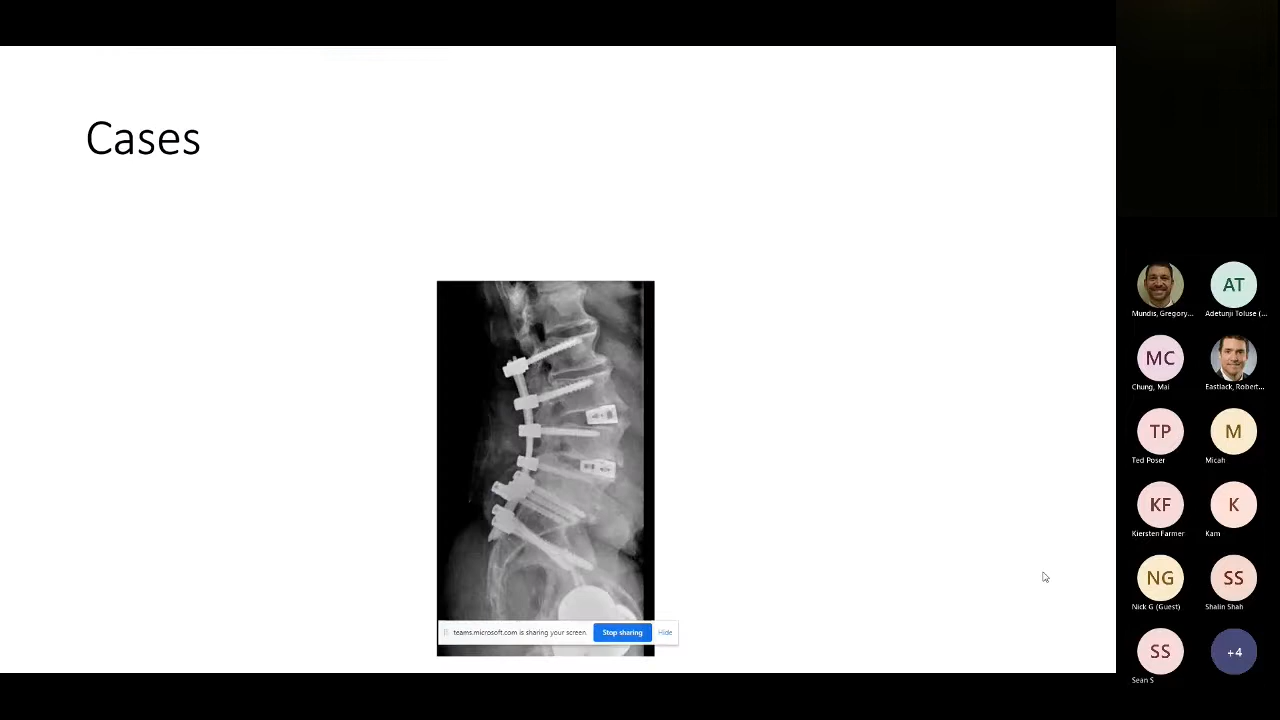 Cases
teams.microsoft.com is sharing your screen.
Stop sharing
Hide
Mundis, Gregory...
AT
Adetunji Toluse (...
MC
Chung, Mai
Eastlack, Robert...
TP
Ted Poser
M
Micah
KF
Kiersten Farmer
K
Kam
NG
Nick G (Guest)
SS
Shalin Shah
SS
Sean S
+4